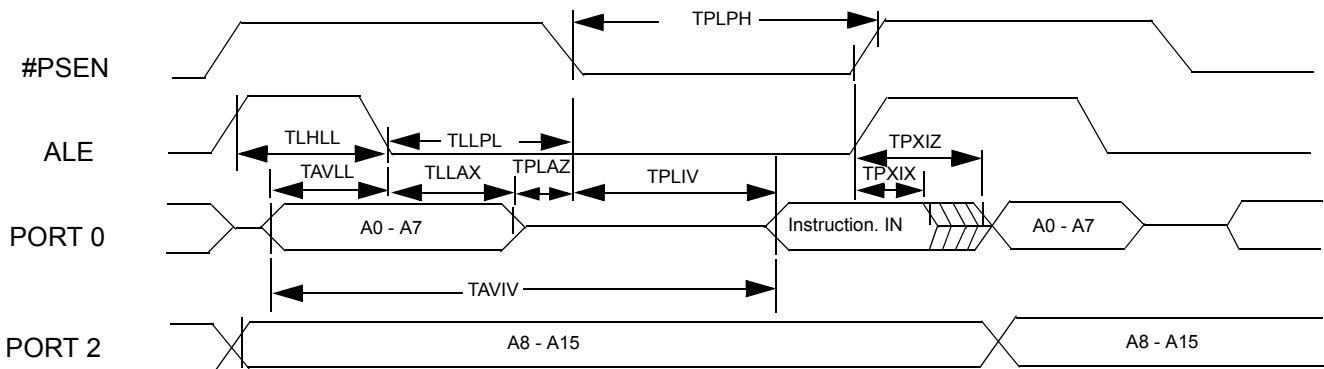 TPLPH
#PSEN
TLHLL
TLLPL
ALE
TPXIZ
TAVLL
TLLAX
TPLAZ
TPLIV
TPXIX
PORT 0
A0 - A7
Instruction. IN
A0 - A7
TAVIV
PORT 2
A8 - A15
A8 - A15